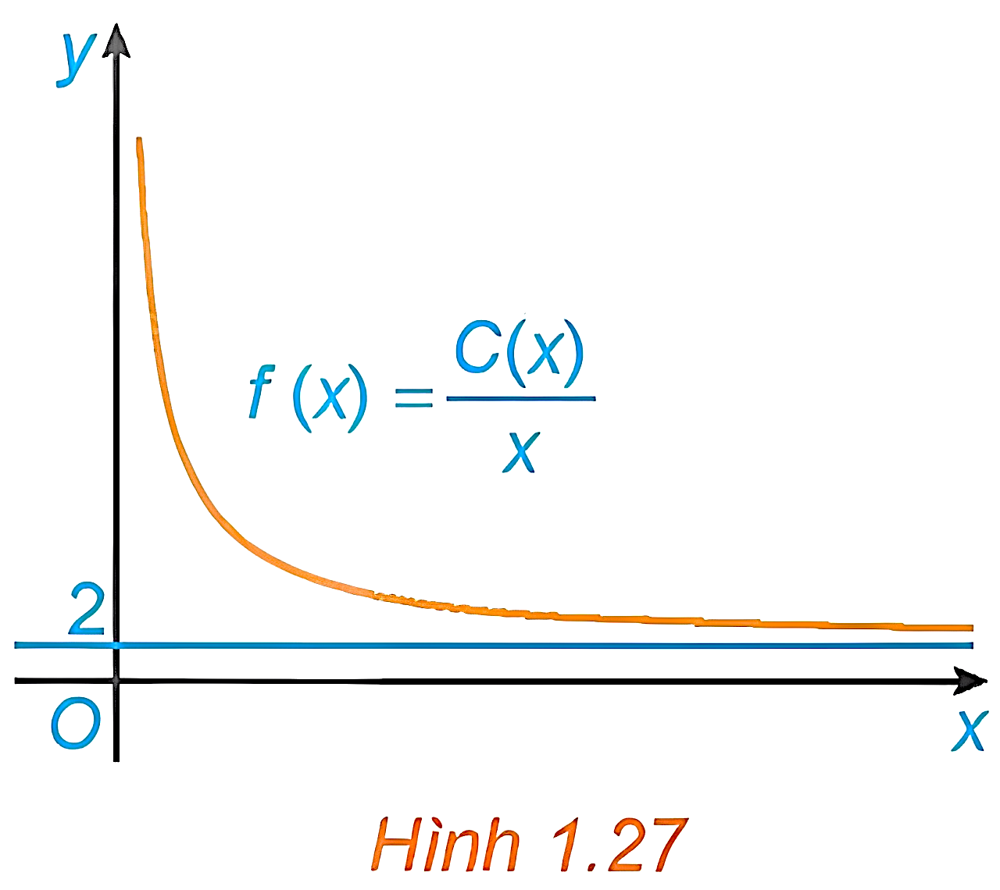 y
f (x) = C(x)/x
2
O
x
Hình 1.27